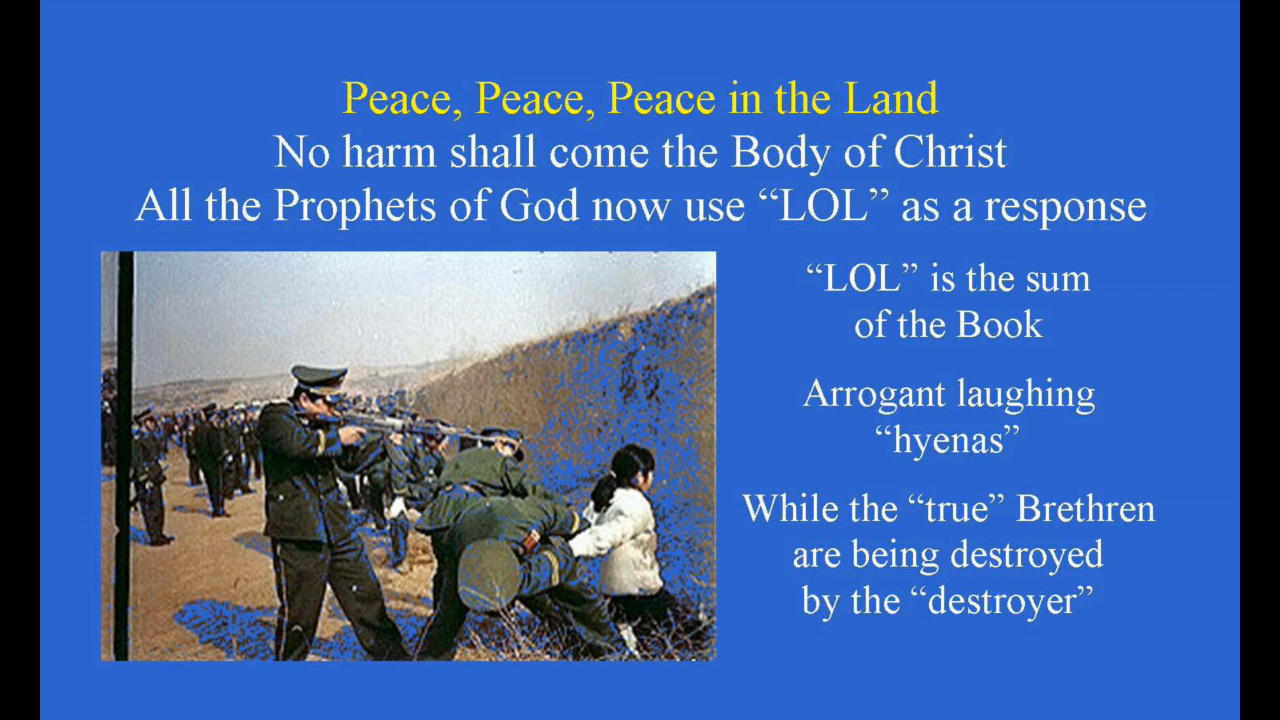 Peace, Peace, Peace in the Land
No harm shall come the Body of Christ
All the Prophets of God now use “LOL” as a response
“LOL” is the sum
of the Book
Arrogant laughing
“hyenas”
While the “true” Brethren
are being destroyed
by the “destroyer”